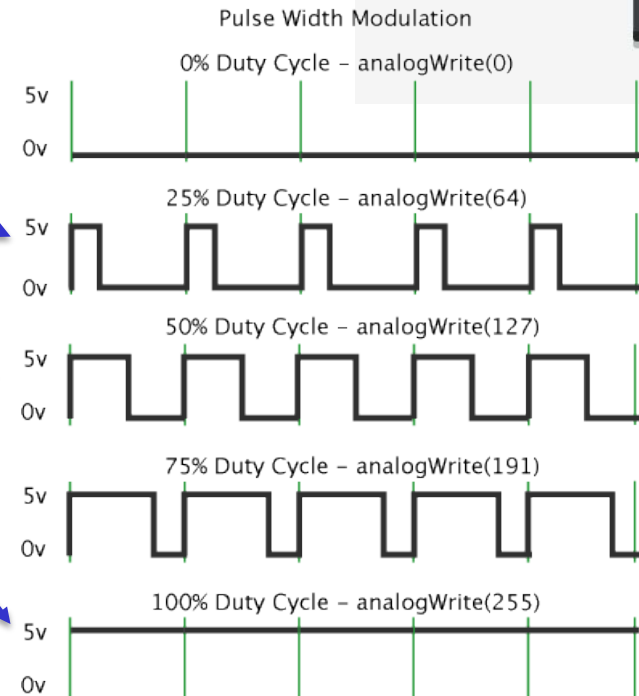 Pulse Width Modulation
0% Duty Cycle – analogWrite(0)
5v
0v
25% Duty Cycle – analogWrite(64)
5v
0v
50% Duty Cycle – analogWrite(127)
5v
0v
75% Duty Cycle – analogWrite(191)
5v
0v
100% Duty Cycle – analogWrite(255)
5v
0v